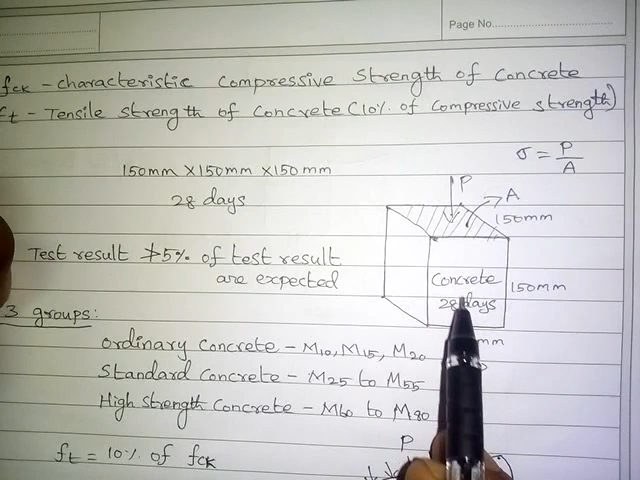 Page No.
fck - characteristic compressive strength of concrete
ft - Tensile strength of concrete (10% of compressive strength)
σ = P/A
150mm X 150mm X 150mm
28 days
P
A
150mm
Test result ≯5% of test result
are expected
concrete
28 days
150mm
3 groups:
mm
Ordinary concrete - M10, M15, M20
Standard concrete - M25 to M55
High strength concrete - M60 to M80
P
ft = 10% of fck